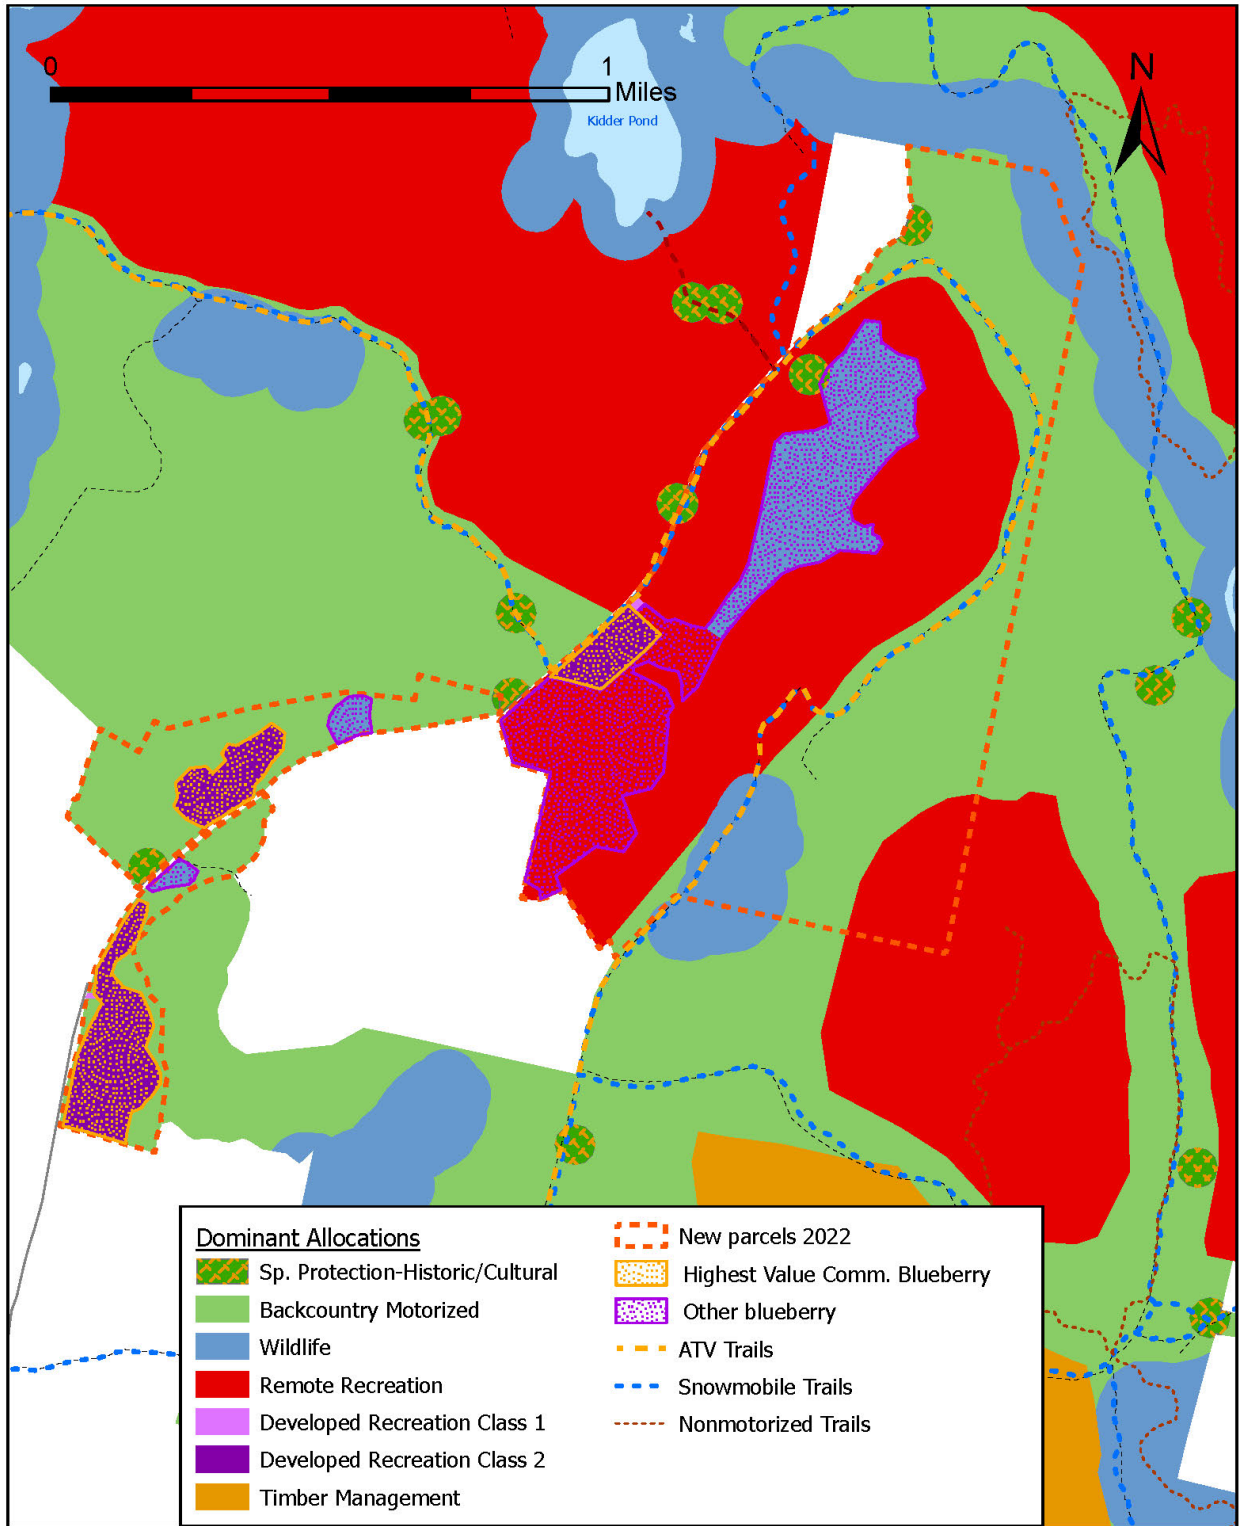 N
0
1
Miles
Kidder Pond
Dominant Allocations
Sp. Protection-Historic/Cultural
Backcountry Motorized
Wildlife
Remote Recreation
Developed Recreation Class 1
Developed Recreation Class 2
Timber Management
New parcels 2022
Highest Value Comm. Blueberry
Other blueberry
ATV Trails
Snowmobile Trails
Nonmotorized Trails